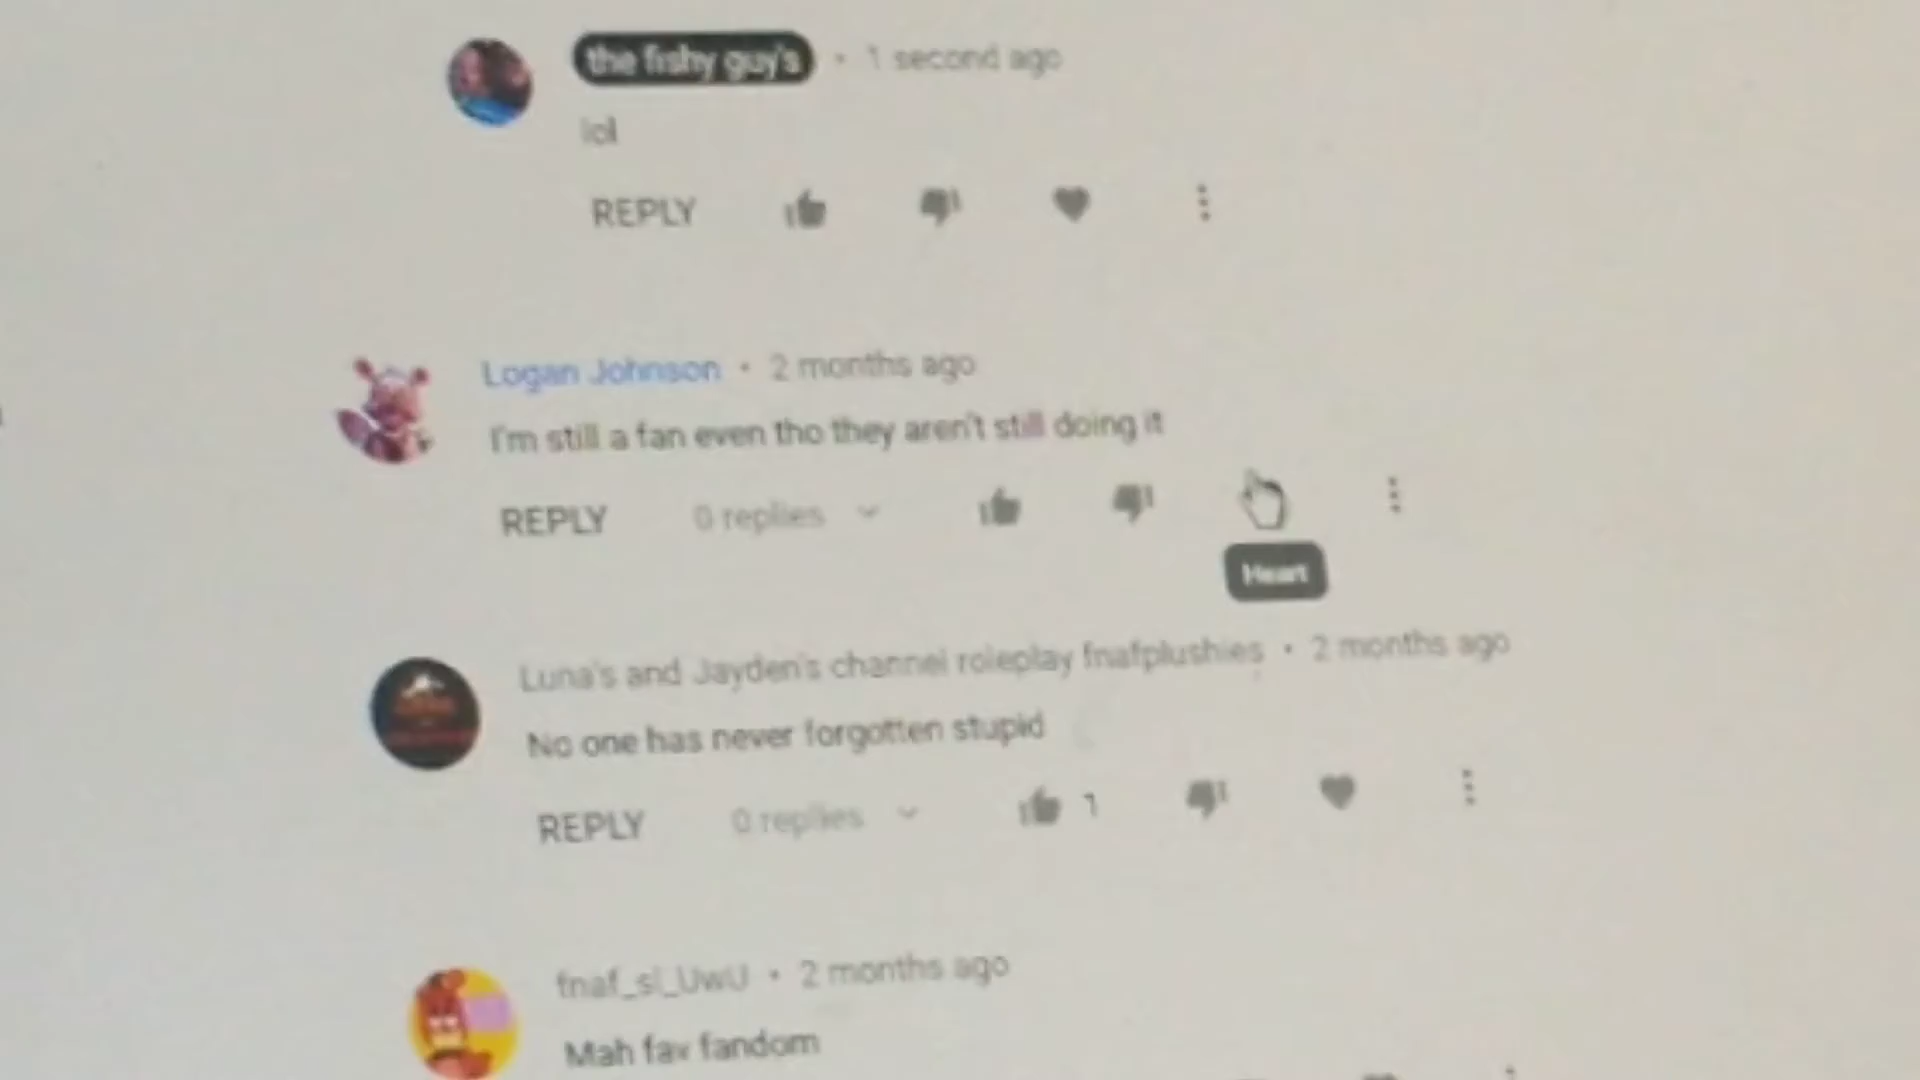 the fishy guy's • 1 second ago
lol
REPLY
Logan Johnson • 2 months ago
I'm still a fan even tho they aren't still doing it
REPLY 0 replies
Heart
Luna's and Jayden's channel roleplay fnafplushies • 2 months ago
No one has never forgotten stupid
REPLY 0 replies 1
fnaf_sl_UwU • 2 months ago
Mah fav fandom